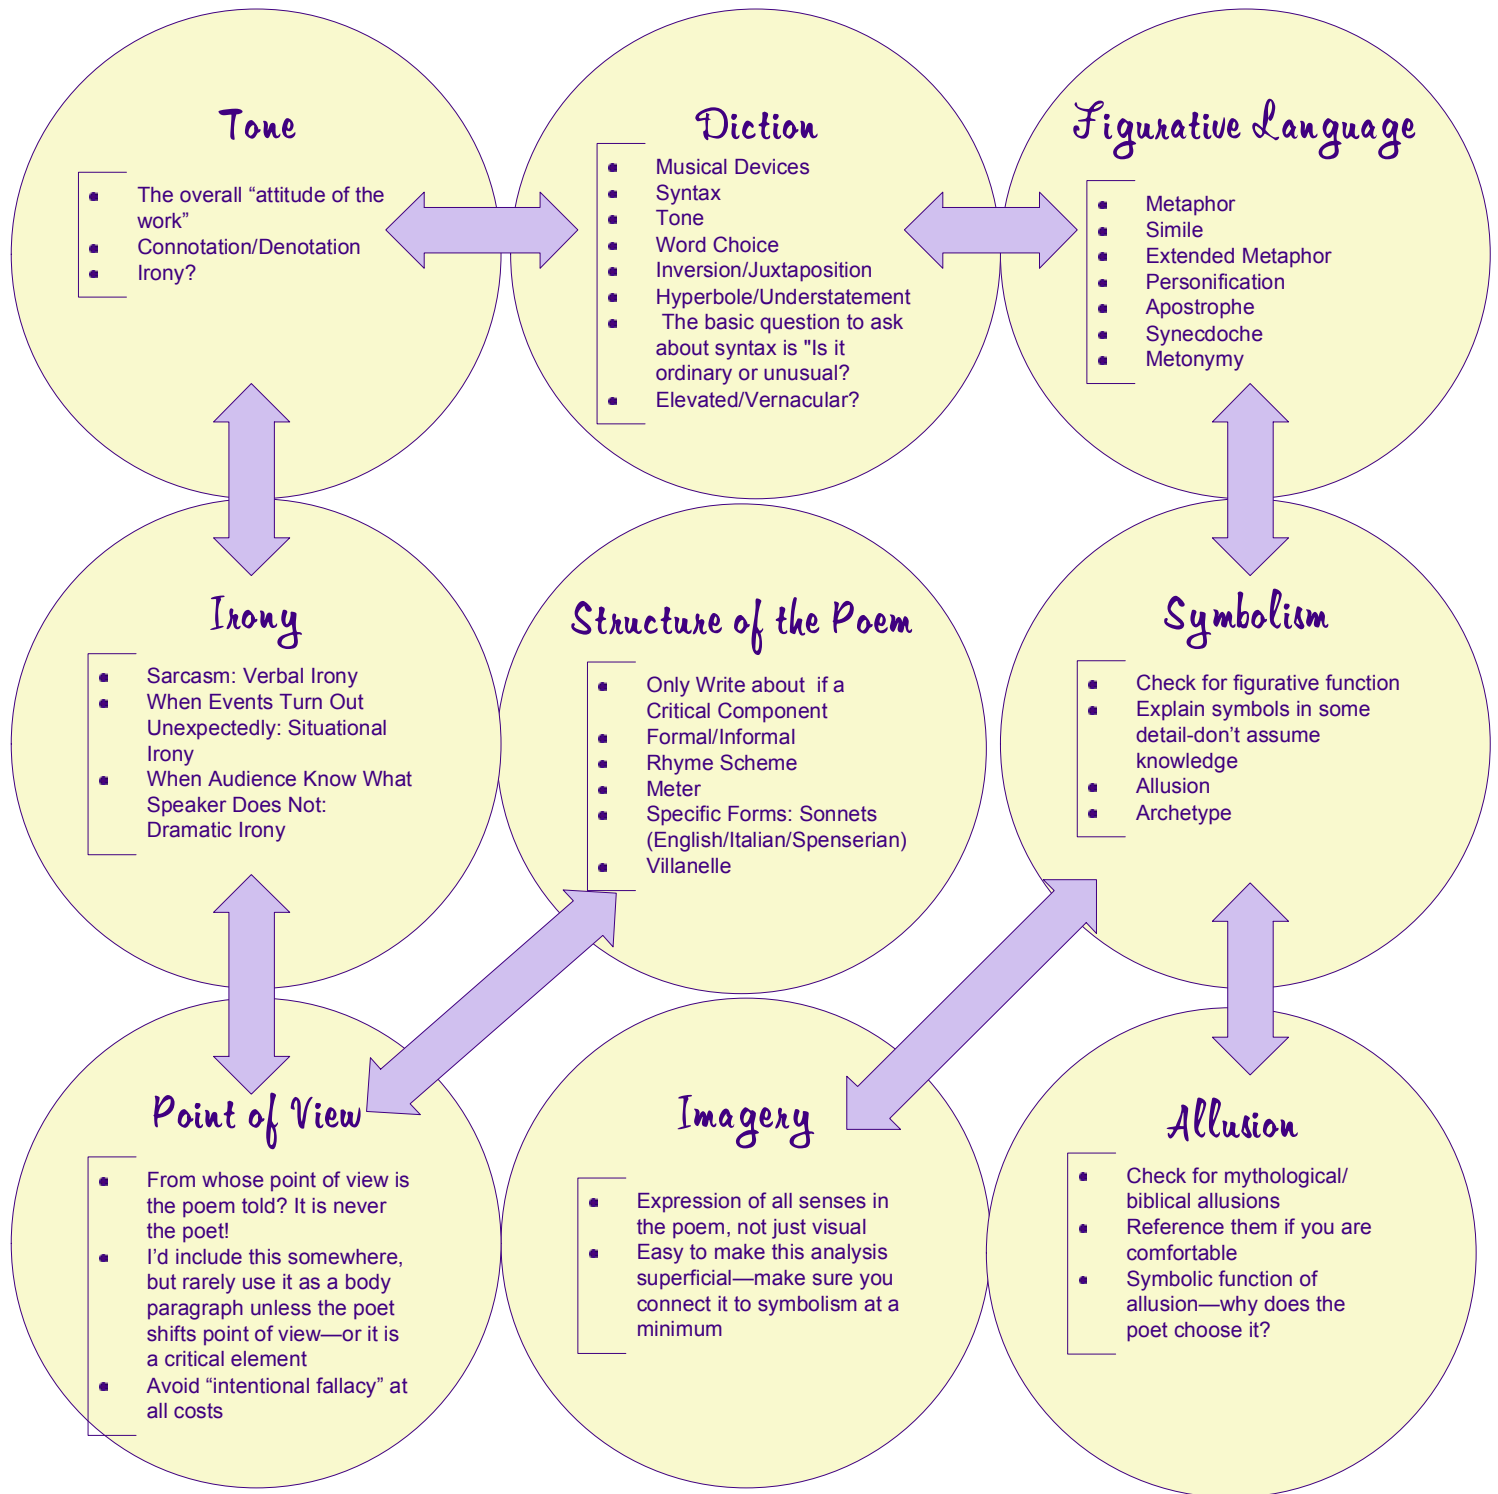 Tone
The overall “attitude of the
work”
Connotation/Denotation
Irony?
Diction
Musical Devices
Syntax
Tone
Word Choice
Inversion/Juxtaposition
Hyperbole/Understatement
The basic question to ask
about syntax is "Is it
ordinary or unusual?
Elevated/Vernacular?
Figurative Language
Metaphor
Simile
Extended Metaphor
Personification
Apostrophe
Synecdoche
Metonymy
Irony
Sarcasm: Verbal Irony
When Events Turn Out
Unexpectedly: Situational
Irony
When Audience Know What
Speaker Does Not:
Dramatic Irony
Structure of the Poem
Only Write about  if a
Critical Component
Formal/Informal
Rhyme Scheme
Meter
Specific Forms: Sonnets
(English/Italian/Spenserian)
Villanelle
Symbolism
Check for figurative function
Explain symbols in some
detail-don’t assume
knowledge
Allusion
Archetype
Point of View
From whose point of view is
the poem told? It is never
the poet!
I’d include this somewhere,
but rarely use it as a body
paragraph unless the poet
shifts point of view—or it is
a critical element
Avoid “intentional fallacy” at
all costs
Imagery
Expression of all senses in
the poem, not just visual
Easy to make this analysis
superficial—make sure you
connect it to symbolism at a
minimum
Allusion
Check for mythological/
biblical allusions
Reference them if you are
comfortable
Symbolic function of
allusion—why does the
poet choose it?